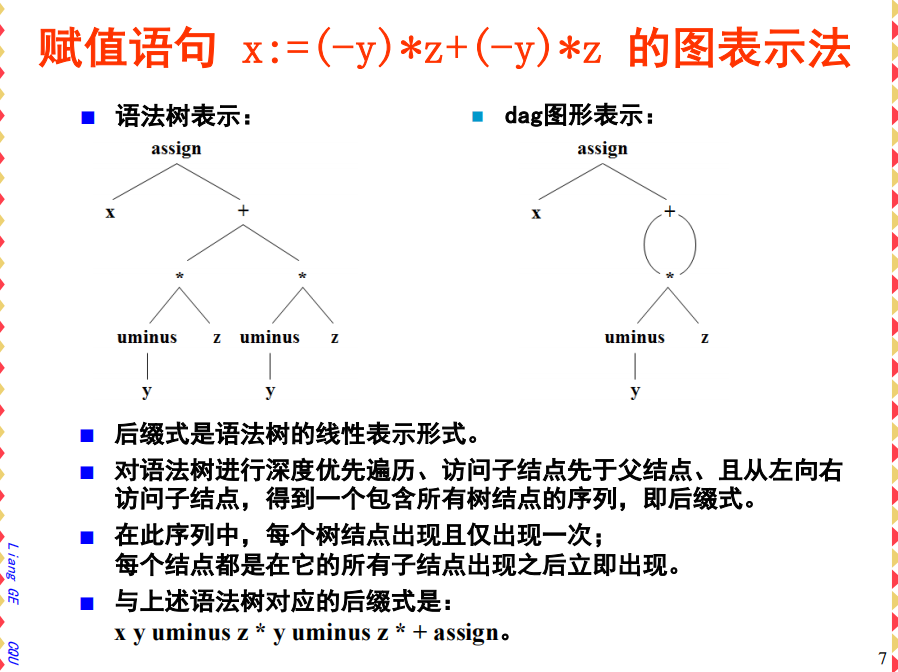 赋值语句 x:=(-y)*z+(-y)*z 的图表示法
语法树表示：
dag图形表示：
assign
x
+
*
*
uminus
z
uminus
z
y
y
assign
x
+
*
uminus
z
y
后缀式是语法树的线性表示形式。
对语法树进行深度优先遍历、访问子结点先于父结点、且从左向右
访问子结点，得到一个包含所有树结点的序列，即后缀式。
在此序列中，每个树结点出现且仅出现一次；
每个结点都是在它的所有子结点出现之后立即出现。
与上述语法树对应的后缀式是：
x y uminus z * y uminus z * + assign。
Liang GE CQU
7